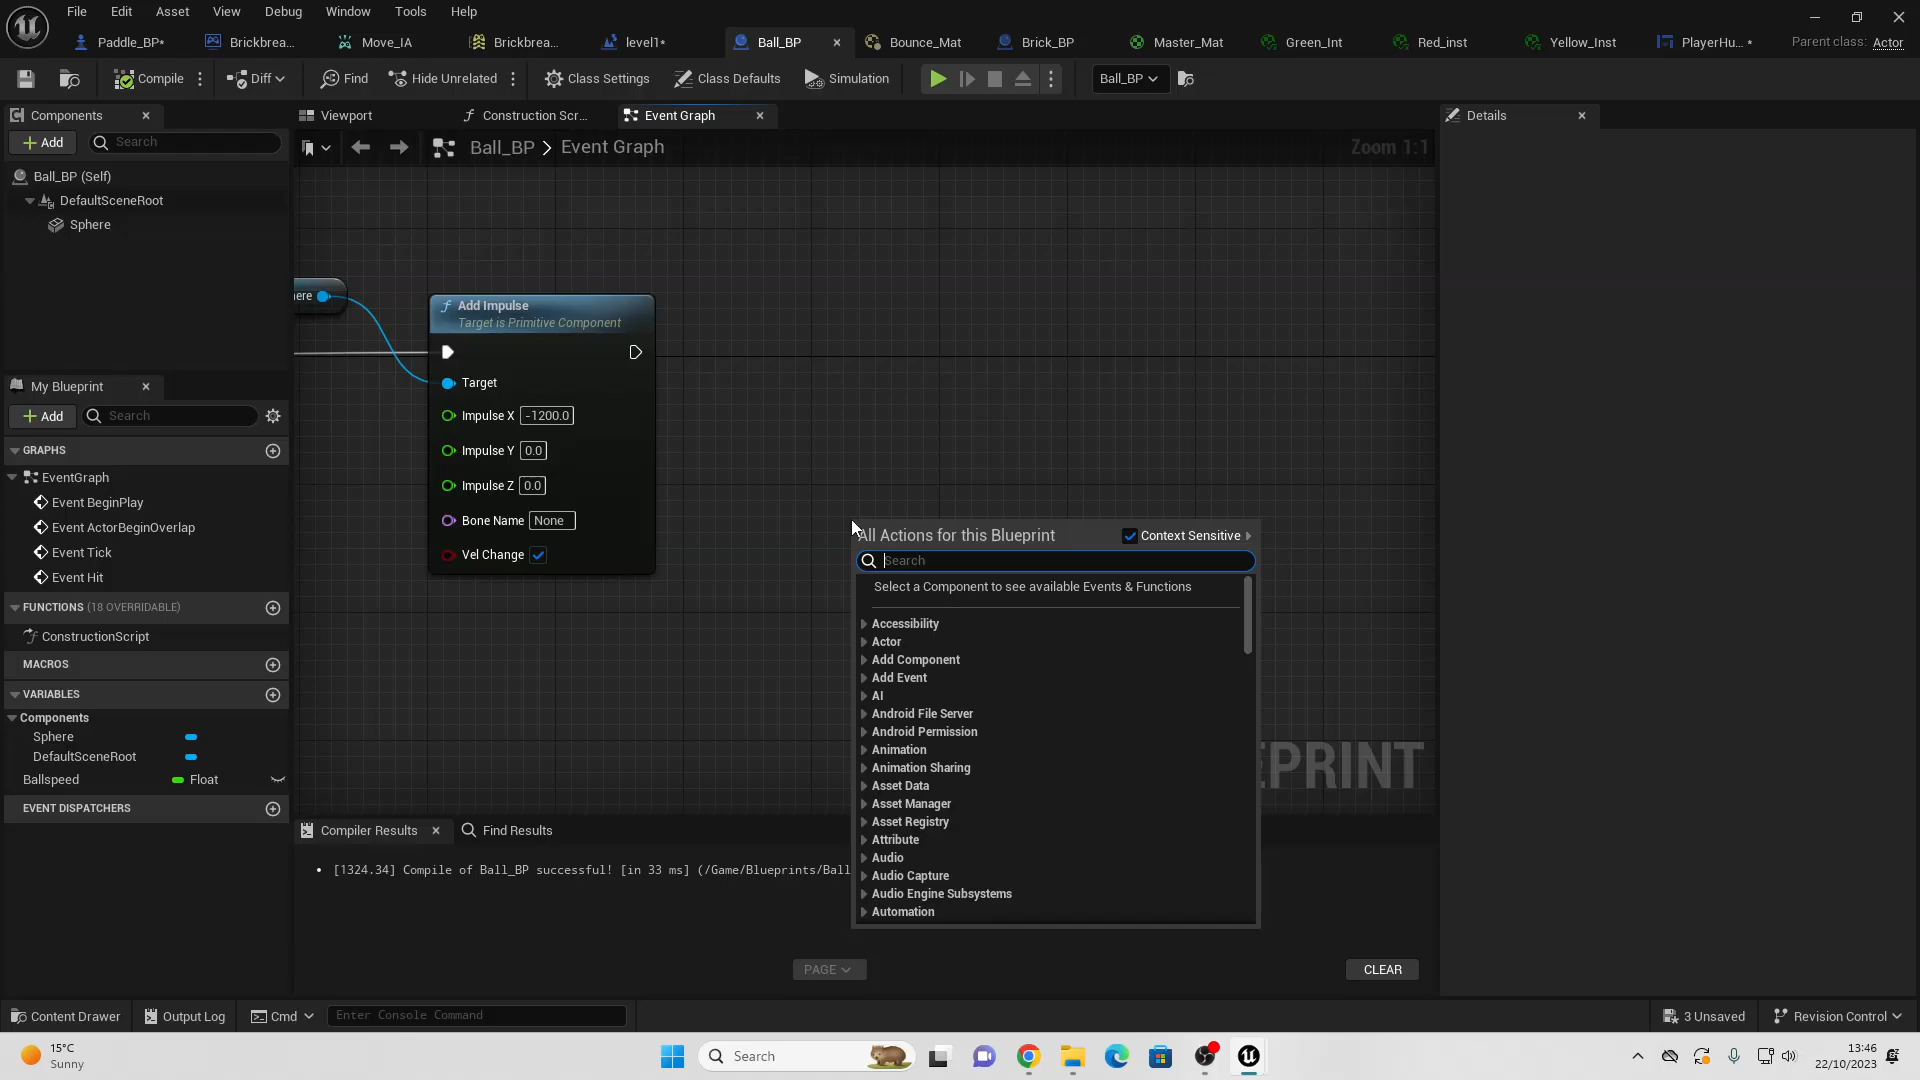 File Edit Asset View Debug Window Tools Help
Paddle_BP* Brickbrea... Move_IA Brickbrea... level1* Ball_BP Bounce_Mat Brick_BP Master_Mat Green_Int Red_inst Yellow_Inst PlayerHu... * Parent class: Actor
Compile Diff Find Hide Unrelated Class Settings Class Defaults Simulation Ball_BP
Components Viewport Construction Scr... Event Graph Details
Add Search
Ball_BP > Event Graph Zoom 1:1
Ball_BP (Self)
DefaultSceneRoot
Sphere
here
Add Impulse
Target is Primitive Component
Target
Impulse X -1200.0
Impulse Y 0.0
Impulse Z 0.0
Bone Name None
Vel Change
My Blueprint
Add Search
GRAPHS
EventGraph
Event BeginPlay
Event ActorBeginOverlap
Event Tick
Event Hit
FUNCTIONS (18 OVERRIDABLE)
ConstructionScript
MACROS
VARIABLES
Components
Sphere
DefaultSceneRoot
Ballspeed Float
EVENT DISPATCHERS
All Actions for this Blueprint Context Sensitive
Search
Select a Component to see available Events & Functions
Accessibility
Actor
Add Component
Add Event
AI
Android File Server
Android Permission
Animation
Animation Sharing
Asset Data
Asset Manager
Asset Registry
Attribute
Audio
Audio Capture
Audio Engine Subsystems
Automation
EPRINT
Compiler Results Find Results
[1324.34] Compile of Ball_BP successful! [in 33 ms] (/Game/Blueprints/Ball
PAGE CLEAR
Content Drawer Output Log Cmd Enter Console Command 3 Unsaved Revision Control
15°C
Sunny
Search
13:46
22/10/2023